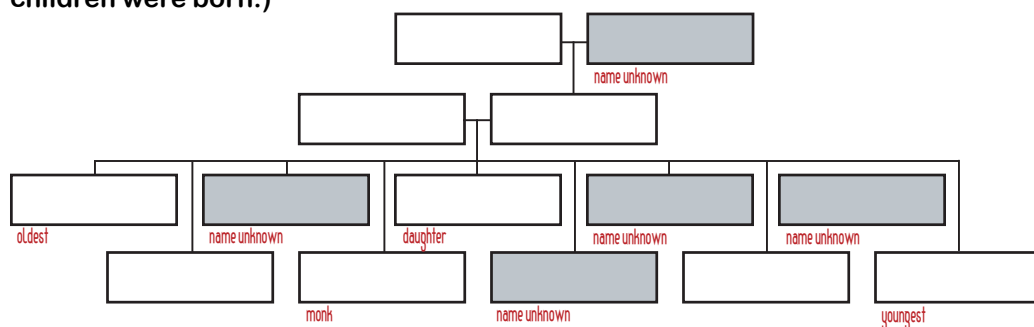 children were born.)
name unknown
oldest
name unknown
daughter
name unknown
name unknown
monk
name unknown
youngest